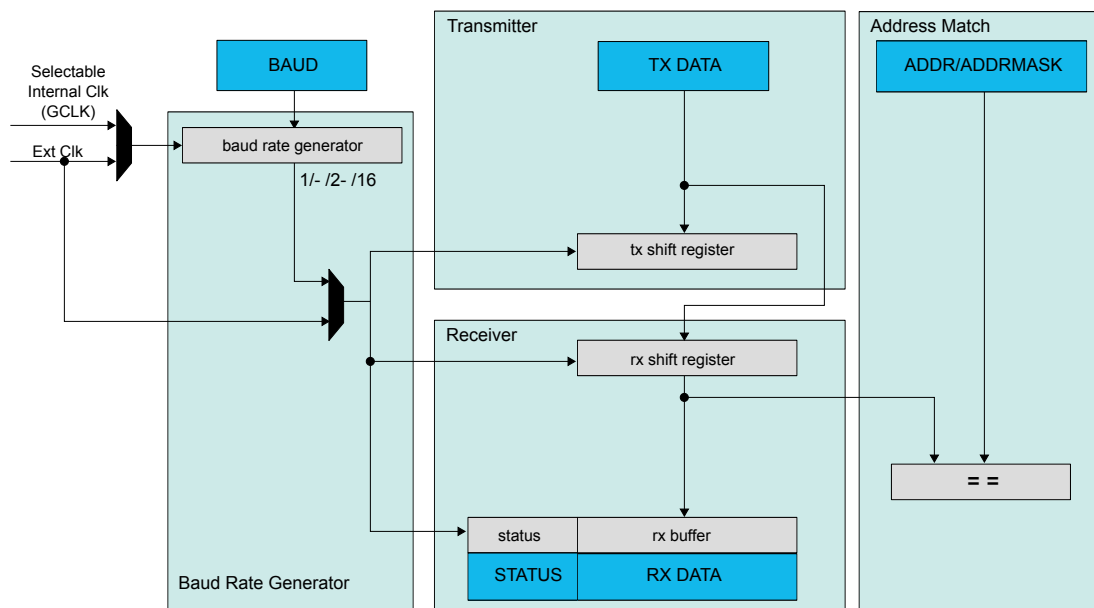 Transmitter
Address Match
BAUD
TX DATA
ADDR/ADDRMASK
Selectable
Internal Clk
(GCLK)
baud rate generator
Ext Clk
1/- /2- /16
tx shift register
Receiver
rx shift register
= =
status
rx buffer
STATUS
RX DATA
Baud Rate Generator